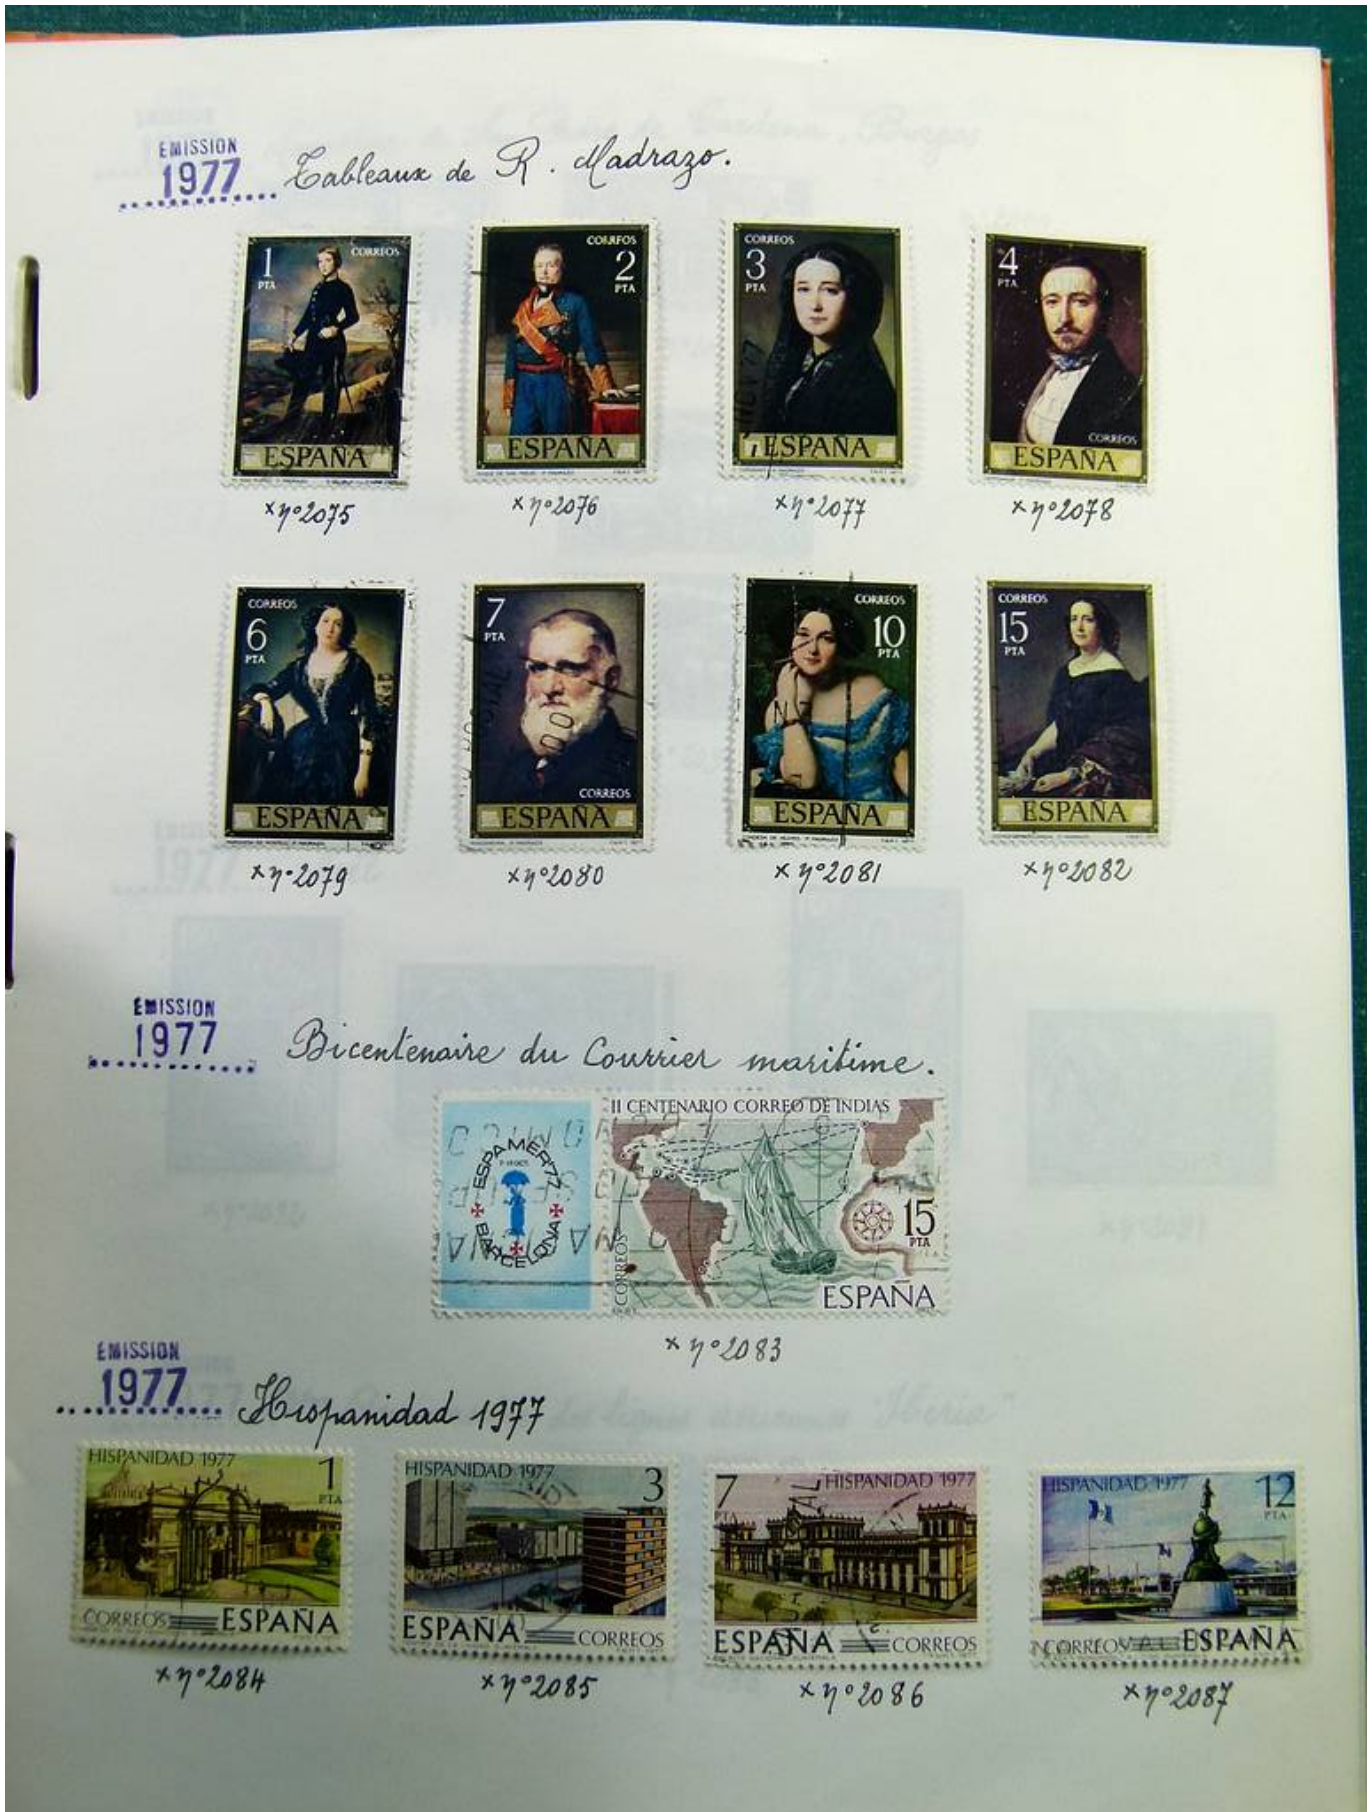 EMISSION
1977
Tableaux de R. Madrazo.
1 PTA CORREOS
ESPAÑA
CORREOS 2 PTA
ESPAÑA
CORREOS 3 PTA
ESPAÑA
4 PTA
CORREOS
ESPAÑA
x n° 2075
x n° 2076
x n° 2077
x n° 2078
CORREOS
6 PTA
ESPAÑA
7 PTA
CORREOS
ESPAÑA
CORREOS
10 PTA
ESPAÑA
CORREOS
15 PTA
ESPAÑA
x n° 2079
x n° 2080
x n° 2081
x n° 2082
EMISSION
1977
Bicentenaire du Courrier maritime.
ESPAMER'77
BARCELONA
II CENTENARIO CORREO DE INDIAS
15 PTA
CORREOS
ESPAÑA
x n° 2083
EMISSION
1977
Hispanidad 1977
HISPANIDAD 1977 1 PTA
CORREOS ESPAÑA
HISPANIDAD 1977 3
ESPAÑA CORREOS
7 HISPANIDAD 1977
ESPAÑA CORREOS
HISPANIDAD 1977 12 PTA
CORREOS ESPAÑA
x n° 2084
x n° 2085
x n° 2086
x n° 2087